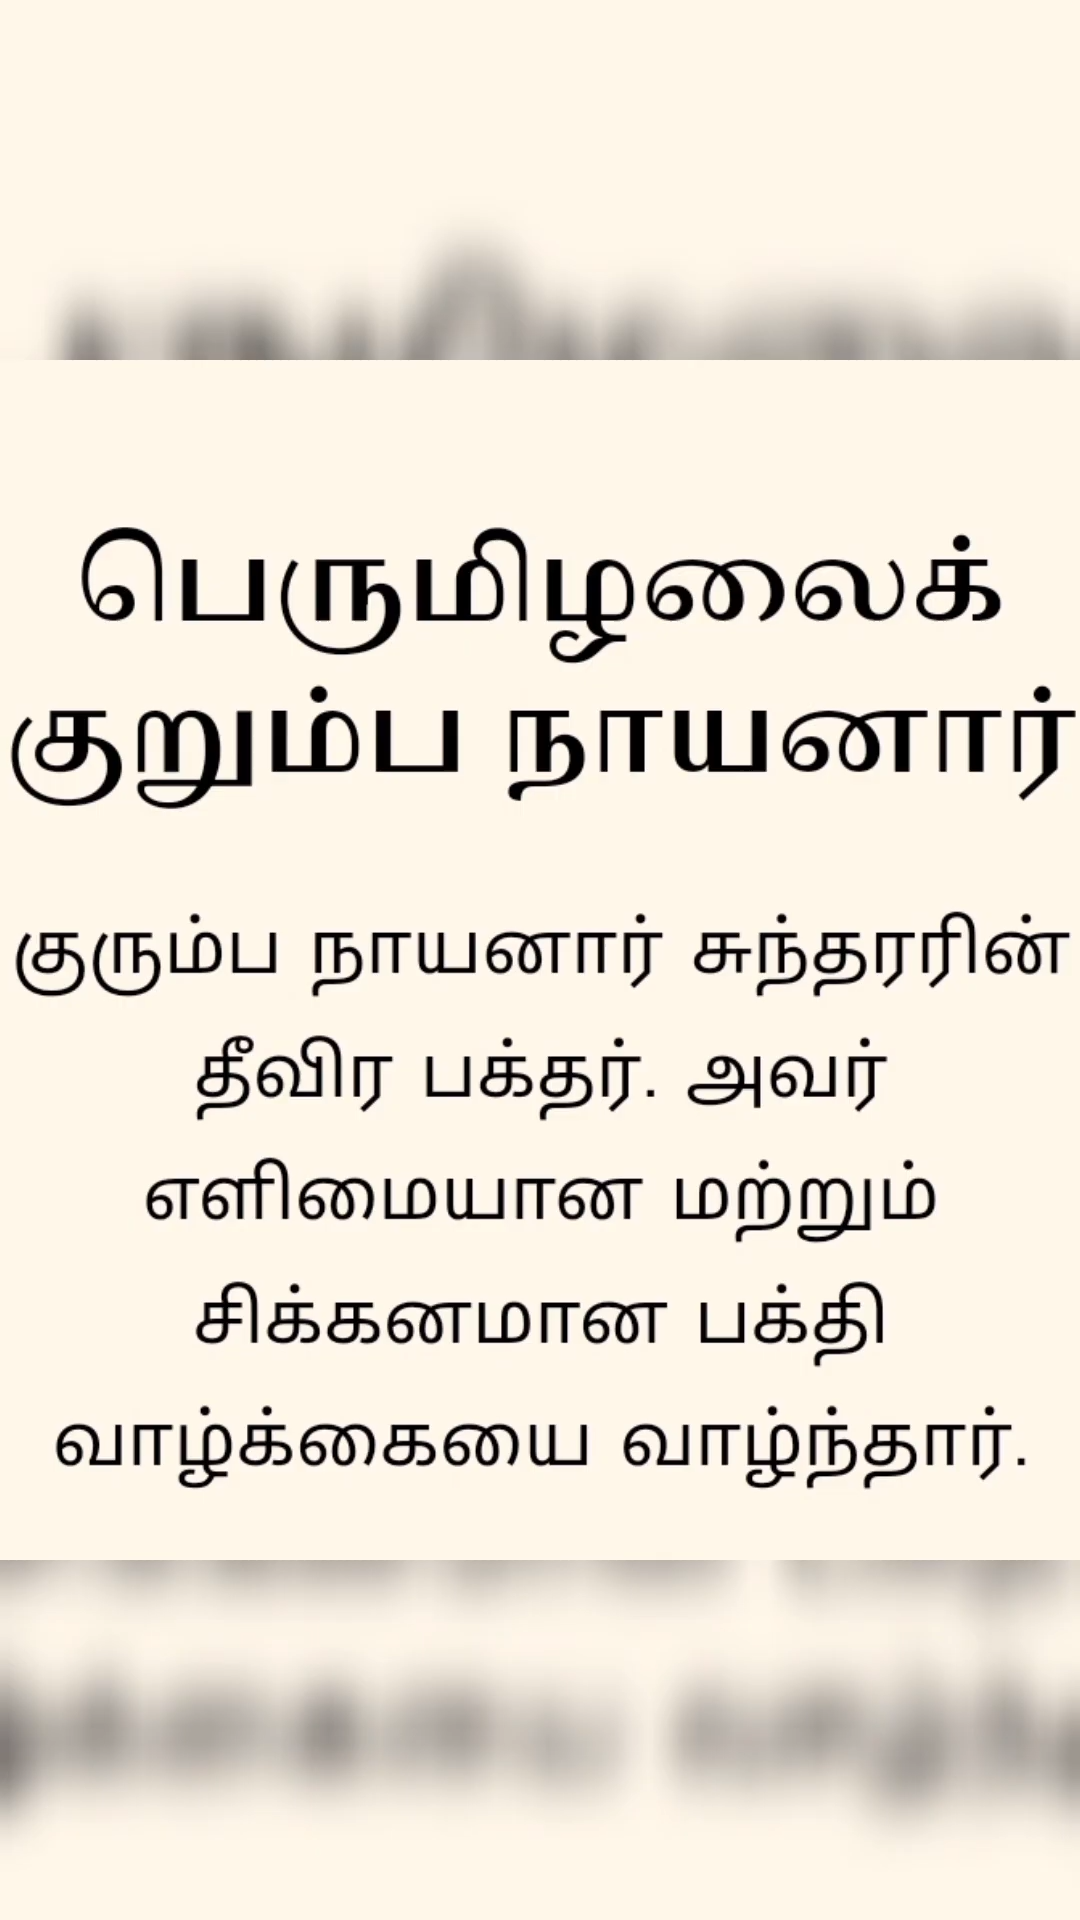 பெருமிழலைக்
குறும்ப நாயனார்
குரும்ப நாயனார் சுந்தரரின்
தீவிர பக்தர். அவர்
எளிமையான மற்றும்
சிக்கனமான பக்தி
வாழ்க்கையை வாழ்ந்தார்.